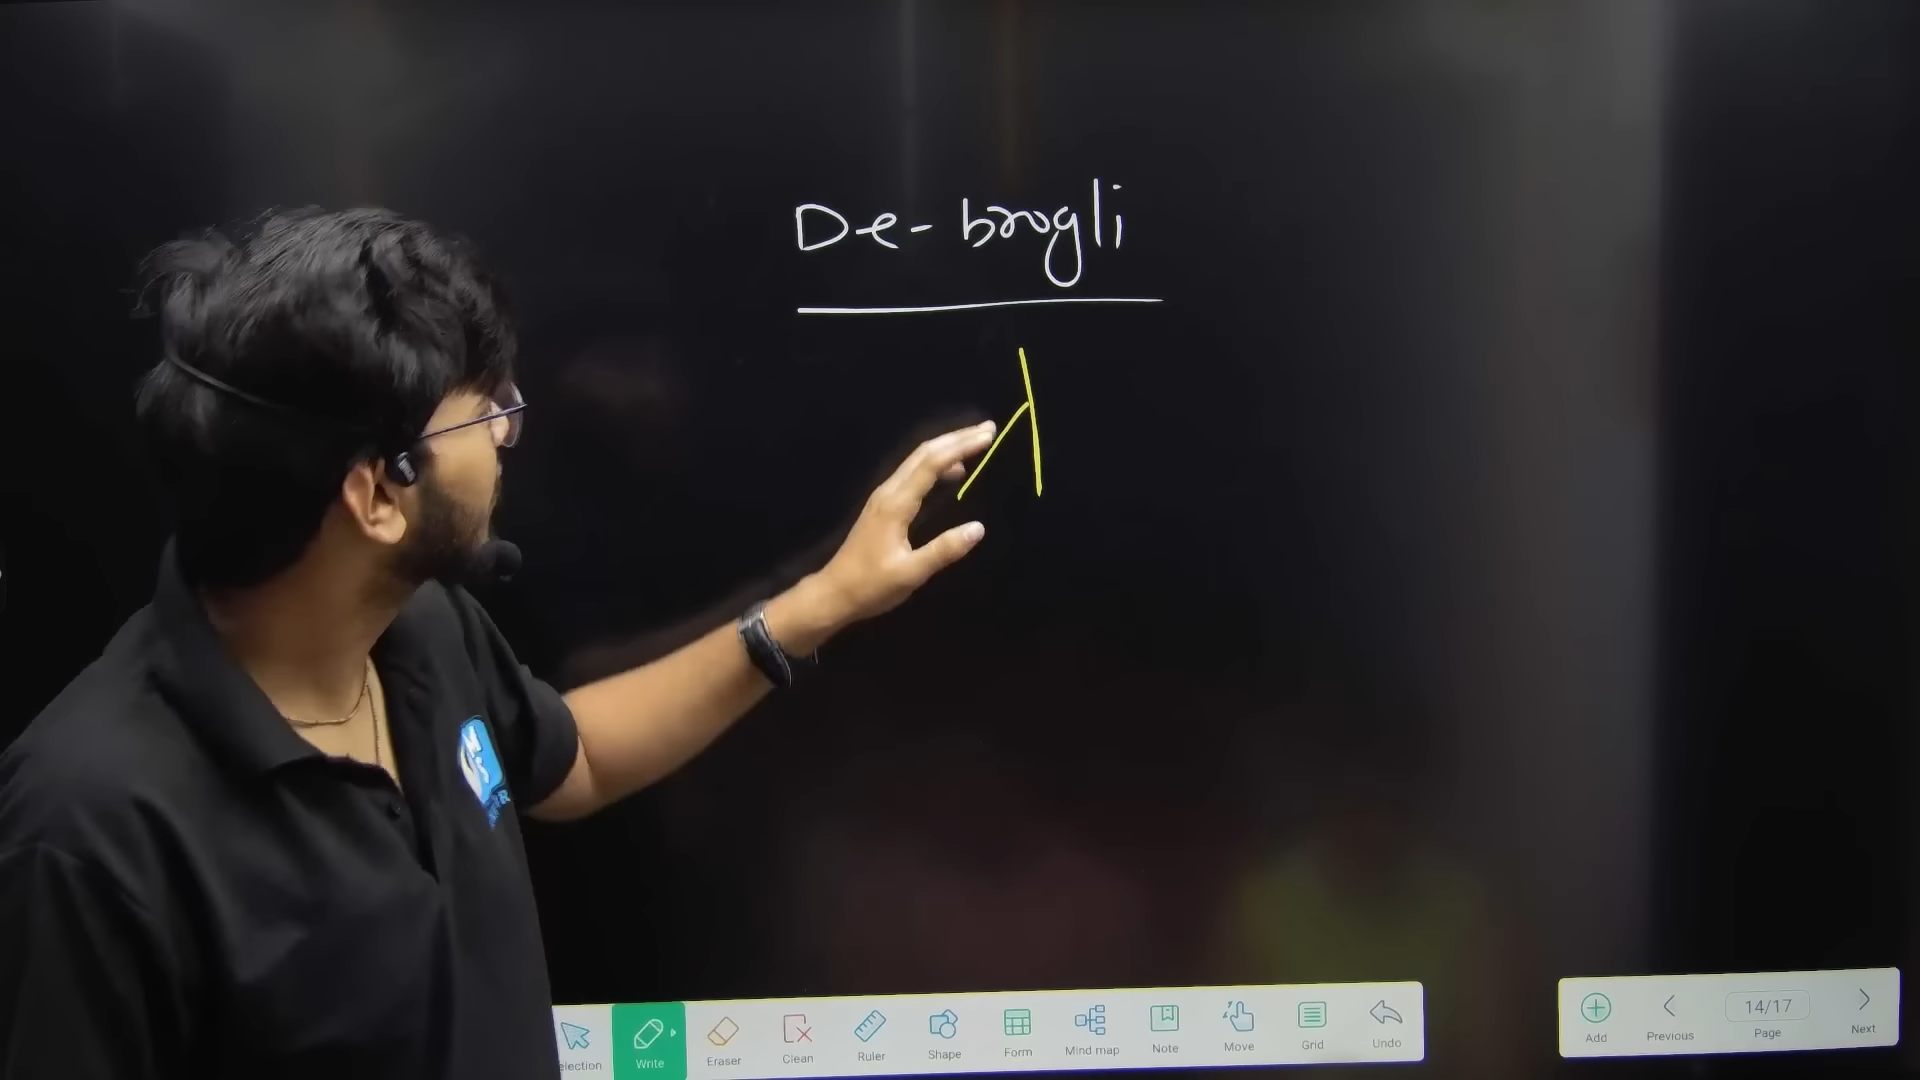 De-brogli
λ
election
Write
Eraser
Clean
Ruler
Shape
Form
Mind map
Note
Move
Grid
Undo
Add
Previous
14/17
Page
Next